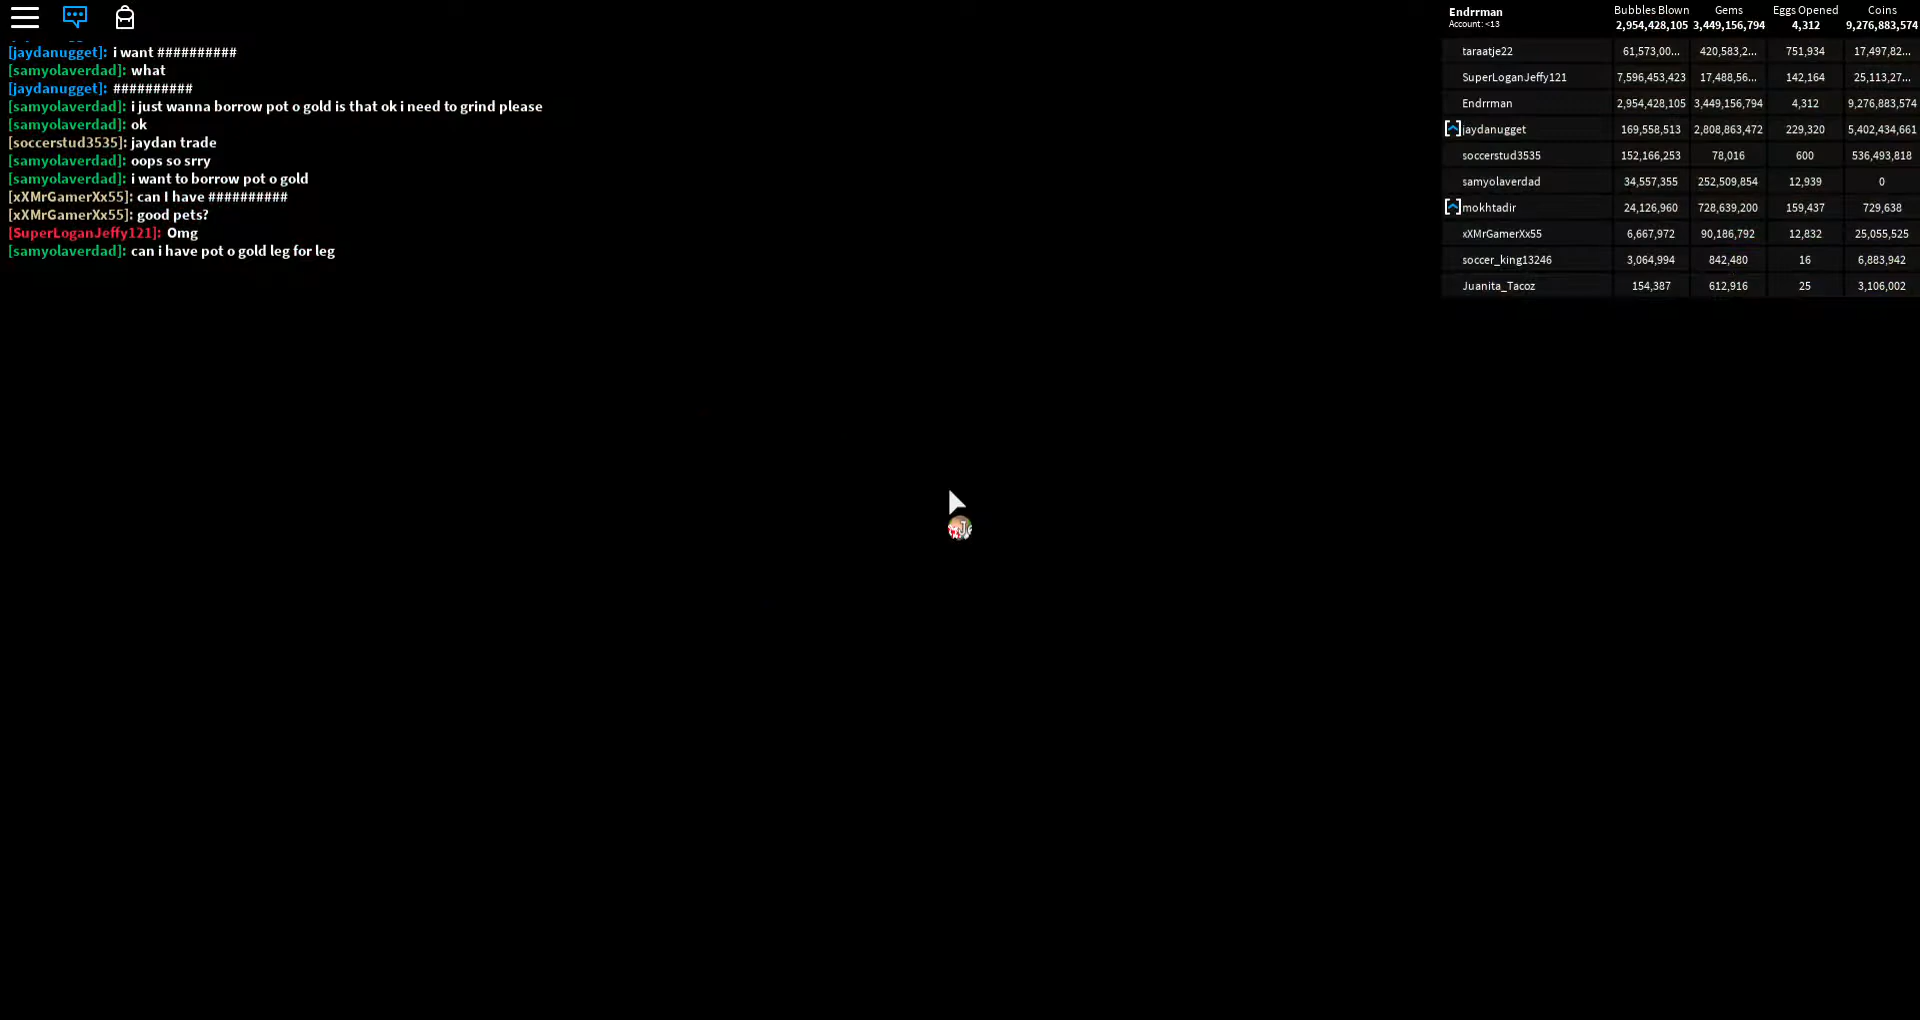 [jaydanugget]: i want ##########
[samyolaverdad]: what
[jaydanugget]: ##########
[samyolaverdad]: i just wanna borrow pot o gold is that ok i need to grind please
[samyolaverdad]: ok
[soccerstud3535]: jaydan trade
[samyolaverdad]: oops so srry
[samyolaverdad]: i want to borrow pot o gold
[xXMrGamerXx55]: can I have ##########
[xXMrGamerXx55]: good pets?
[SuperLoganJeffy121]: Omg
[samyolaverdad]: can i have pot o gold leg for leg
Endrrman Bubbles Blown Gems Eggs Opened Coins
Account: <13 2,954,428,105 3,449,156,794 4,312 9,276,883,574
taraatje22 61,573,00... 420,583,2... 751,934 17,497,82...
SuperLoganJeffy121 7,596,453,423 17,488,56... 142,164 25,113,27...
Endrrman 2,954,428,105 3,449,156,794 4,312 9,276,883,574
jaydanugget 169,558,513 2,808,863,472 229,320 5,402,434,661
soccerstud3535 152,166,253 78,016 600 536,493,818
samyolaverdad 34,557,355 252,509,854 12,939 0
mokhtadir 24,126,960 728,639,200 159,437 729,638
xXMrGamerXx55 6,667,972 90,186,792 12,832 25,055,525
soccer_king13246 3,064,994 842,480 16 6,883,942
Juanita_Tacoz 154,387 612,916 25 3,106,002